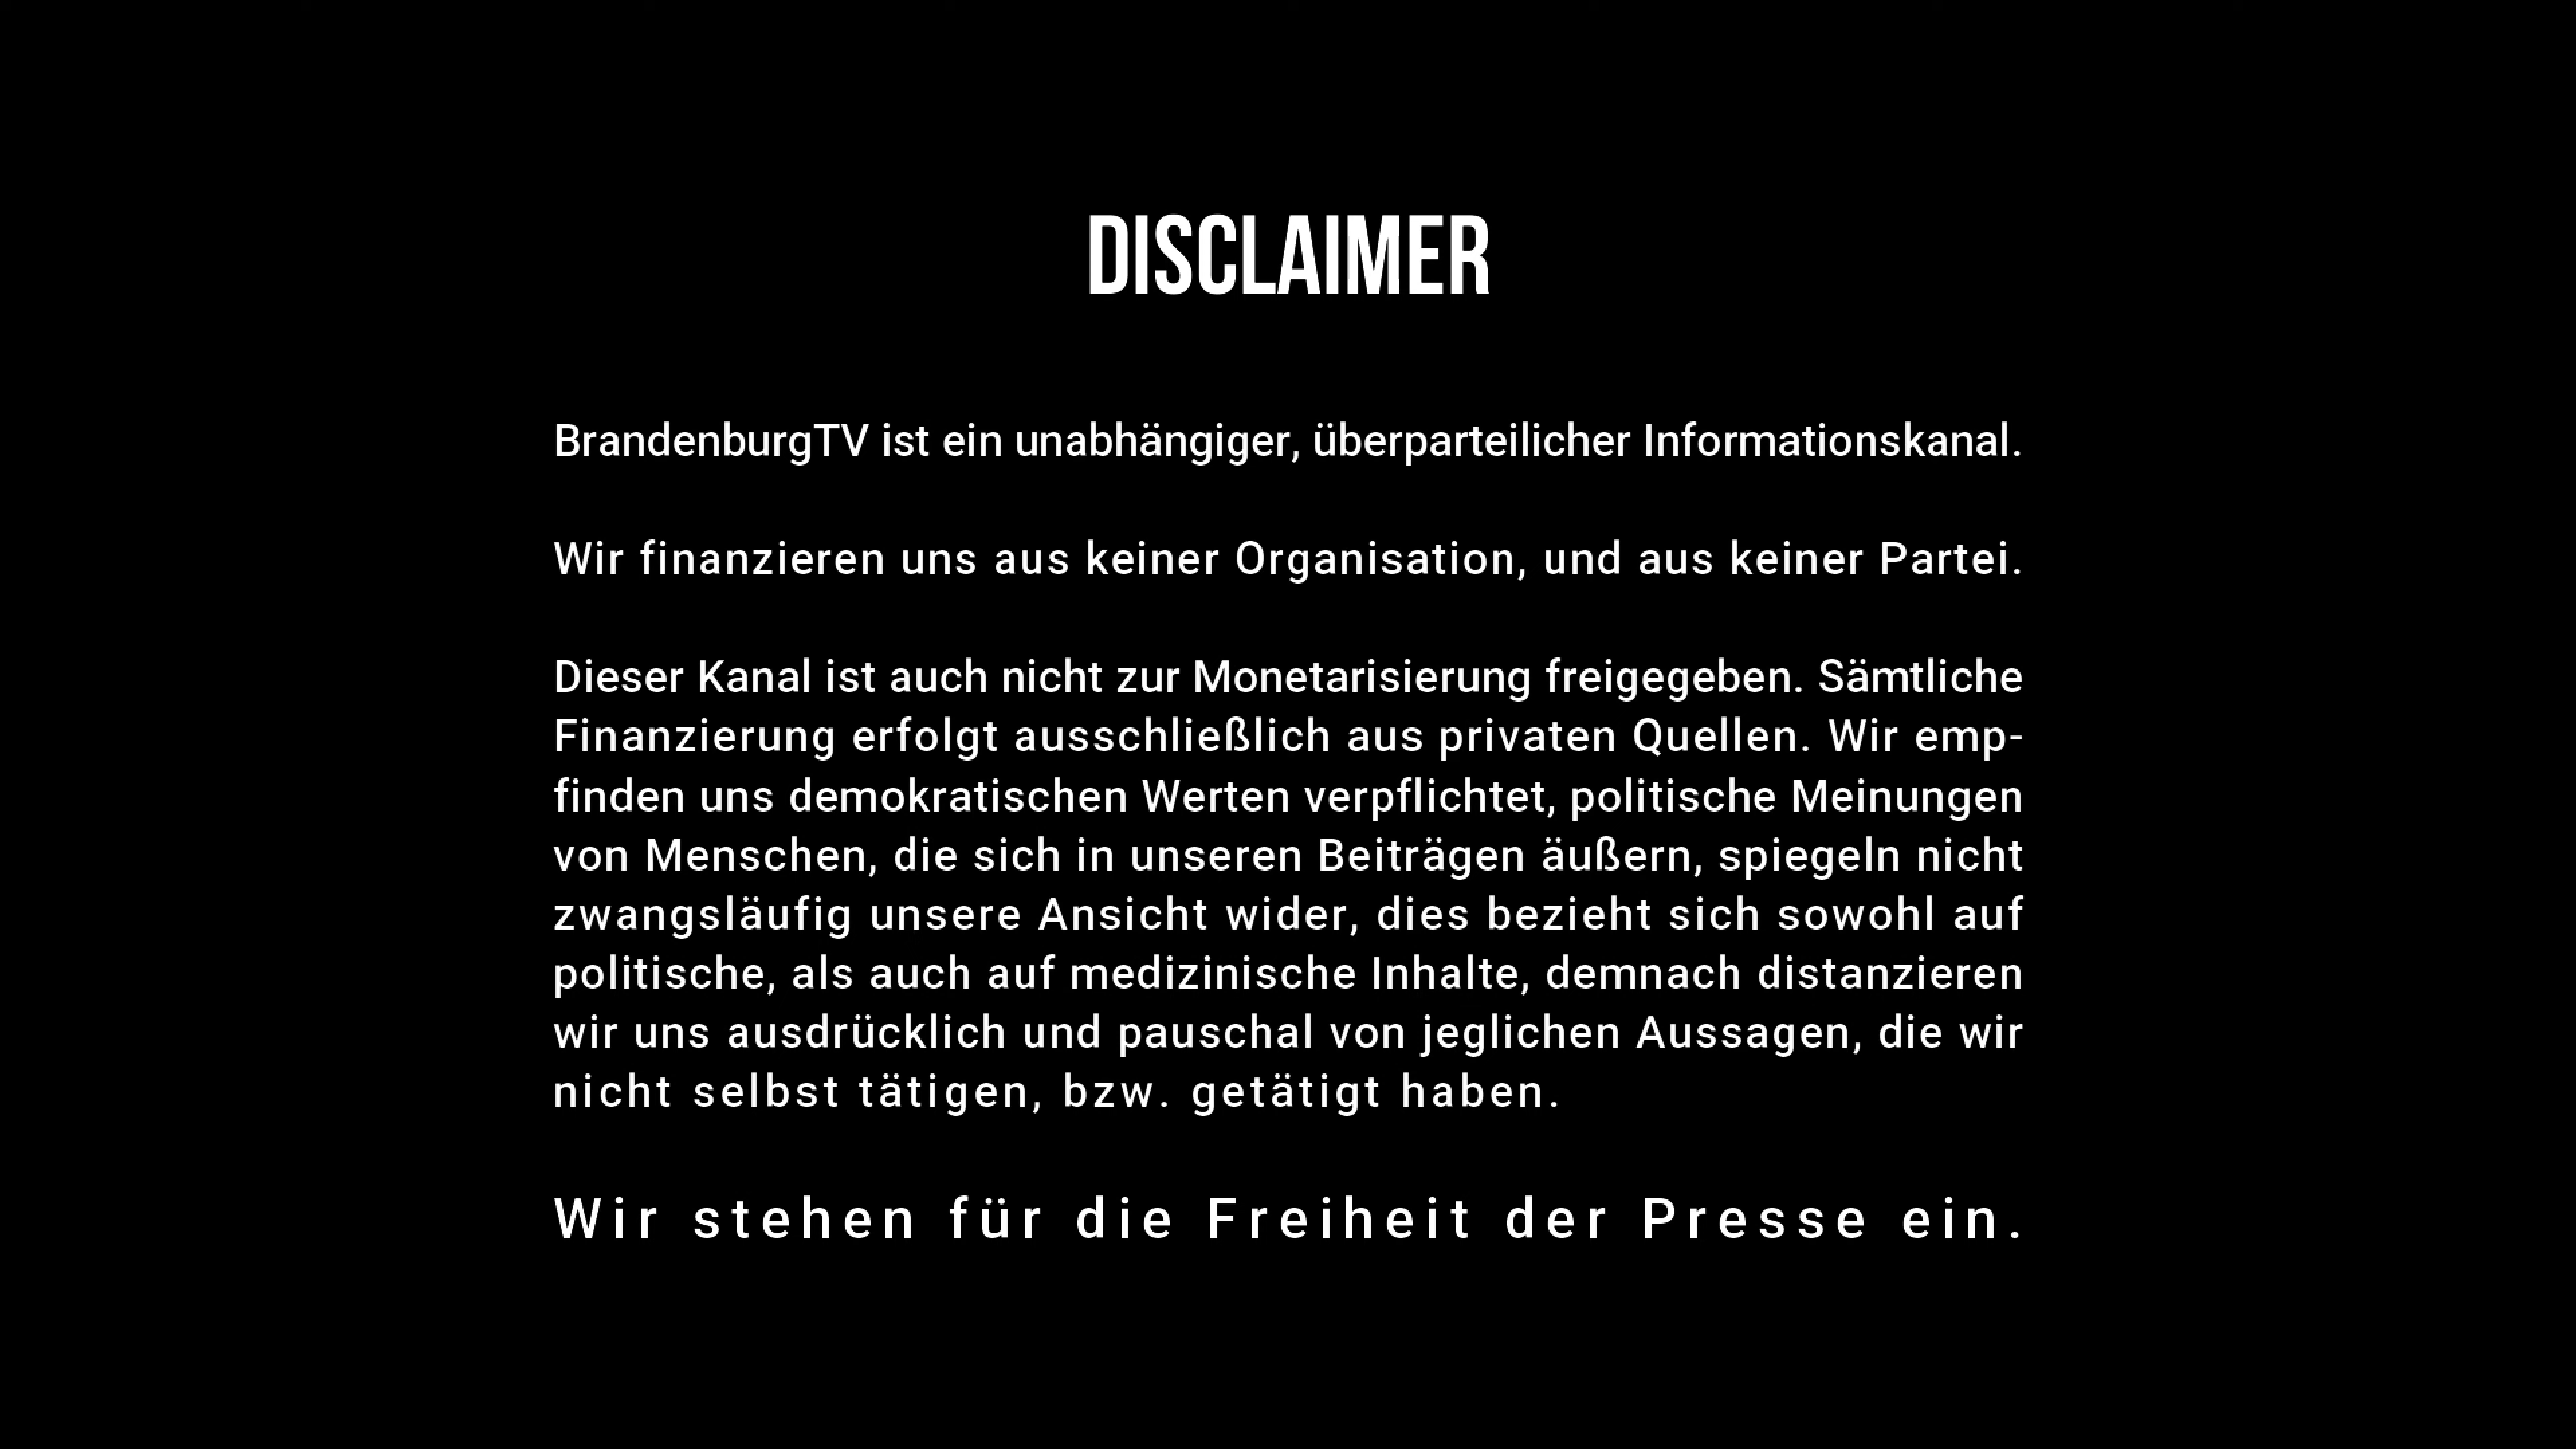 DISCLAIMER
BrandenburgTV ist ein unabhängiger, überparteilicher Informationskanal.
Wir finanzieren uns aus keiner Organisation, und aus keiner Partei.
Dieser Kanal ist auch nicht zur Monetarisierung freigegeben. Sämtliche
Finanzierung erfolgt ausschließlich aus privaten Quellen. Wir emp-
finden uns demokratischen Werten verpflichtet, politische Meinungen
von Menschen, die sich in unseren Beiträgen äußern, spiegeln nicht
zwangsläufig unsere Ansicht wider, dies bezieht sich sowohl auf
politische, als auch auf medizinische Inhalte, demnach distanzieren
wir uns ausdrücklich und pauschal von jeglichen Aussagen, die wir
nicht selbst tätigen, bzw. getätigt haben.
Wir stehen für die Freiheit der Presse ein.